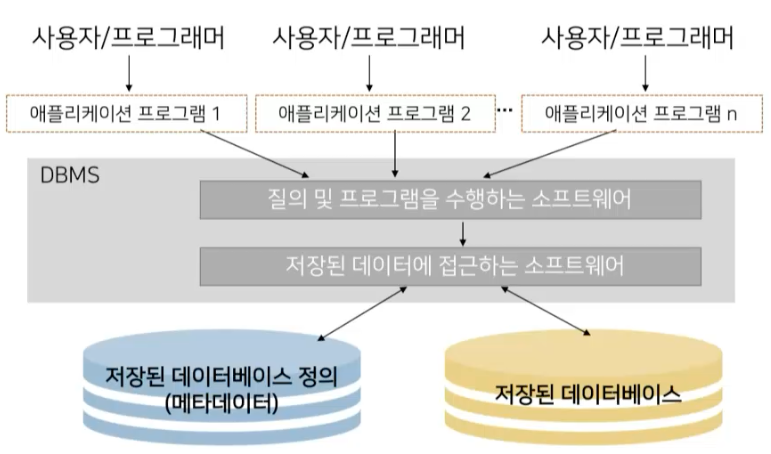 사용자/프로그래머 사용자/프로그래머 사용자/프로그래머
애플리케이션 프로그램 1 애플리케이션 프로그램 2 ··· 애플리케이션 프로그램 n
DBMS
질의 및 프로그램을 수행하는 소프트웨어
저장된 데이터에 접근하는 소프트웨어
저장된 데이터베이스 정의
(메타데이터)
저장된 데이터베이스